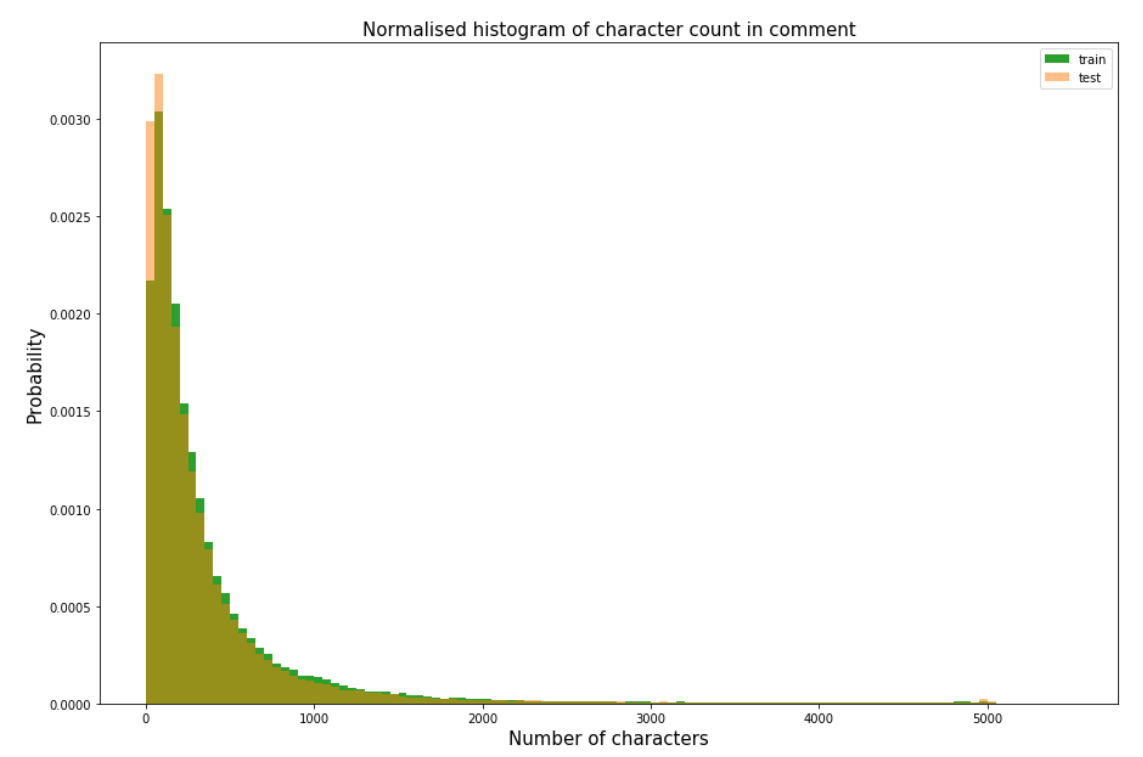 Normalised histogram of character count in comment
train
test
0.0030
0.0025
0.0020
0.0015
0.0010
0.0005
0.0000
Probability
0 1000 2000 3000 4000 5000
Number of characters